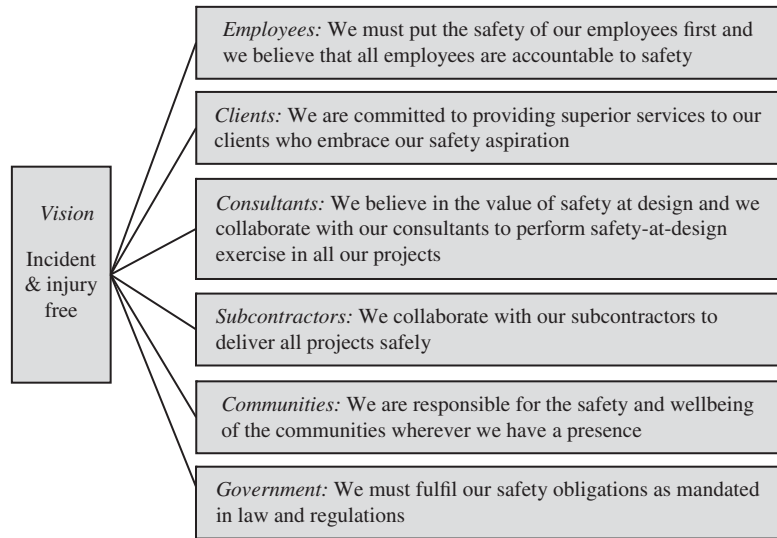 Employees: We must put the safety of our employees first and
we believe that all employees are accountable to safety
Clients: We are committed to providing superior services to our
clients who embrace our safety aspiration
Vision
Incident
& injury
free
Consultants: We believe in the value of safety at design and we
collaborate with our consultants to perform safety-at-design
exercise in all our projects
Subcontractors: We collaborate with our subcontractors to
deliver all projects safely
Communities: We are responsible for the safety and wellbeing
of the communities wherever we have a presence
Government: We must fulfil our safety obligations as mandated
in law and regulations